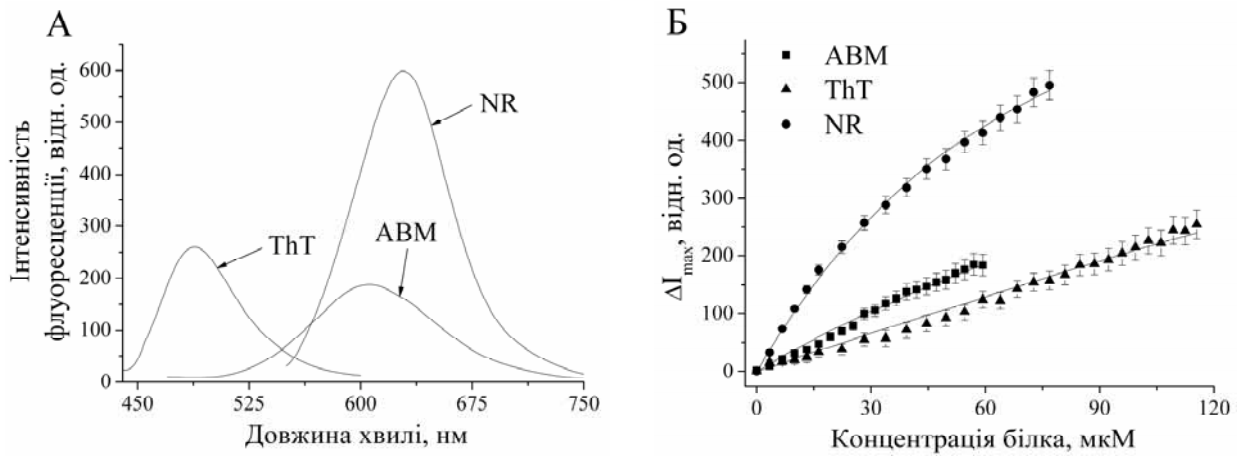 А
Інтенсивність
флуоресценції, відн. од.
600
500
400
300
200
100
0
NR
ThT
ABM
450
525
600
675
750
Довжина хвилі, нм
Б
ABM
ThT
NR
ΔImax, відн. од.
500
400
300
200
100
0
0
30
60
90
120
Концентрація білка, мкМ